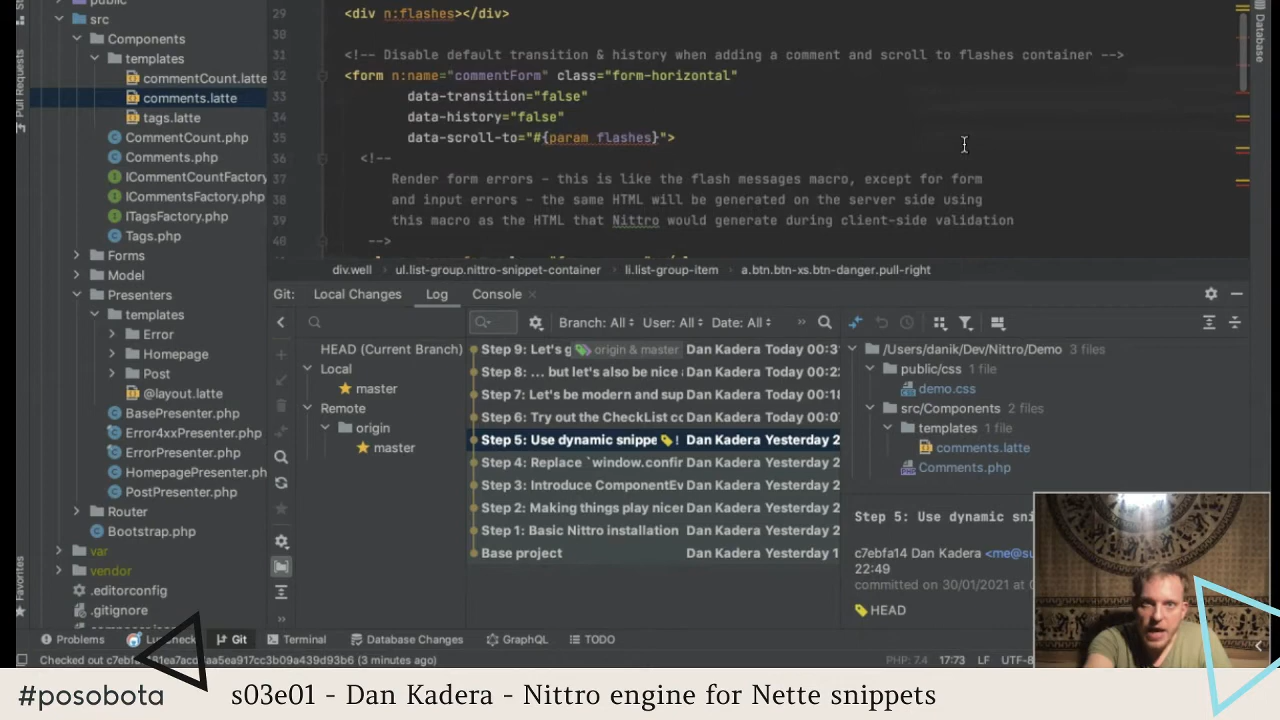 public
src
Components
templates
commentCount.latte
comments.latte
tags.latte
CommentCount.php
Comments.php
ICommentCountFactory
ICommentsFactory.php
ITagsFactory.php
Tags.php
Forms
Model
Presenters
templates
Error
Homepage
Post
@layout.latte
BasePresenter.php
Error4xxPresenter.php
ErrorPresenter.php
HomepagePresenter.ph
PostPresenter.php
Router
Bootstrap.php
var
vendor
.editorconfig
.gitignore
Pull Requests
Favorites
29 <div n:flashes></div>
30
31 <!-- Disable default transition & history when adding a comment and scroll to flashes container -->
32 <form n:name="commentForm" class="form-horizontal"
33 data-transition="false"
34 data-history="false"
35 data-scroll-to="#{param flashes}">
36 <!--
37 Render form errors - this is like the flash messages macro, except for form
38 and input errors - the same HTML will be generated on the server side using
39 this macro as the HTML that Nittro would generate during client-side validation
40 -->
Database
div.well › ul.list-group.nittro-snippet-container › li.list-group-item › a.btn.btn-xs.btn-danger.pull-right
Git: Local Changes Log Console
Branch: All User: All Date: All »
HEAD (Current Branch)
Local
master
Remote
origin
master
Step 9: Let's g origin & master Dan Kadera Today 00:3
Step 8: ... but let's also be nice Dan Kadera Today 00:2
Step 7: Let's be modern and sup Dan Kadera Today 00:18
Step 6: Try out the CheckList cc Dan Kadera Today 00:0
Step 5: Use dynamic snippe Dan Kadera Yesterday 2
Step 4: Replace `window.confir Dan Kadera Yesterday 2
Step 3: Introduce ComponentEv Dan Kadera Yesterday 2
Step 2: Making things play nicer Dan Kadera Yesterday 2
Step 1: Basic Nittro installation Dan Kadera Yesterday 2
Base project Dan Kadera Yesterday 1
/Users/danik/Dev/Nittro/Demo 3 files
public/css 1 file
demo.css
src/Components 2 files
templates 1 file
comments.latte
Comments.php
Step 5: Use dynamic sni
c7ebfa14 Dan Kadera <me@su
22:49
committed on 30/01/2021 at
HEAD
Problems Git Terminal Database Changes GraphQL TODO
(3 minutes ago) PHP: 7.4 17:73 LF UTF-8
#posobota s03e01 - Dan Kadera - Nittro engine for Nette snippets